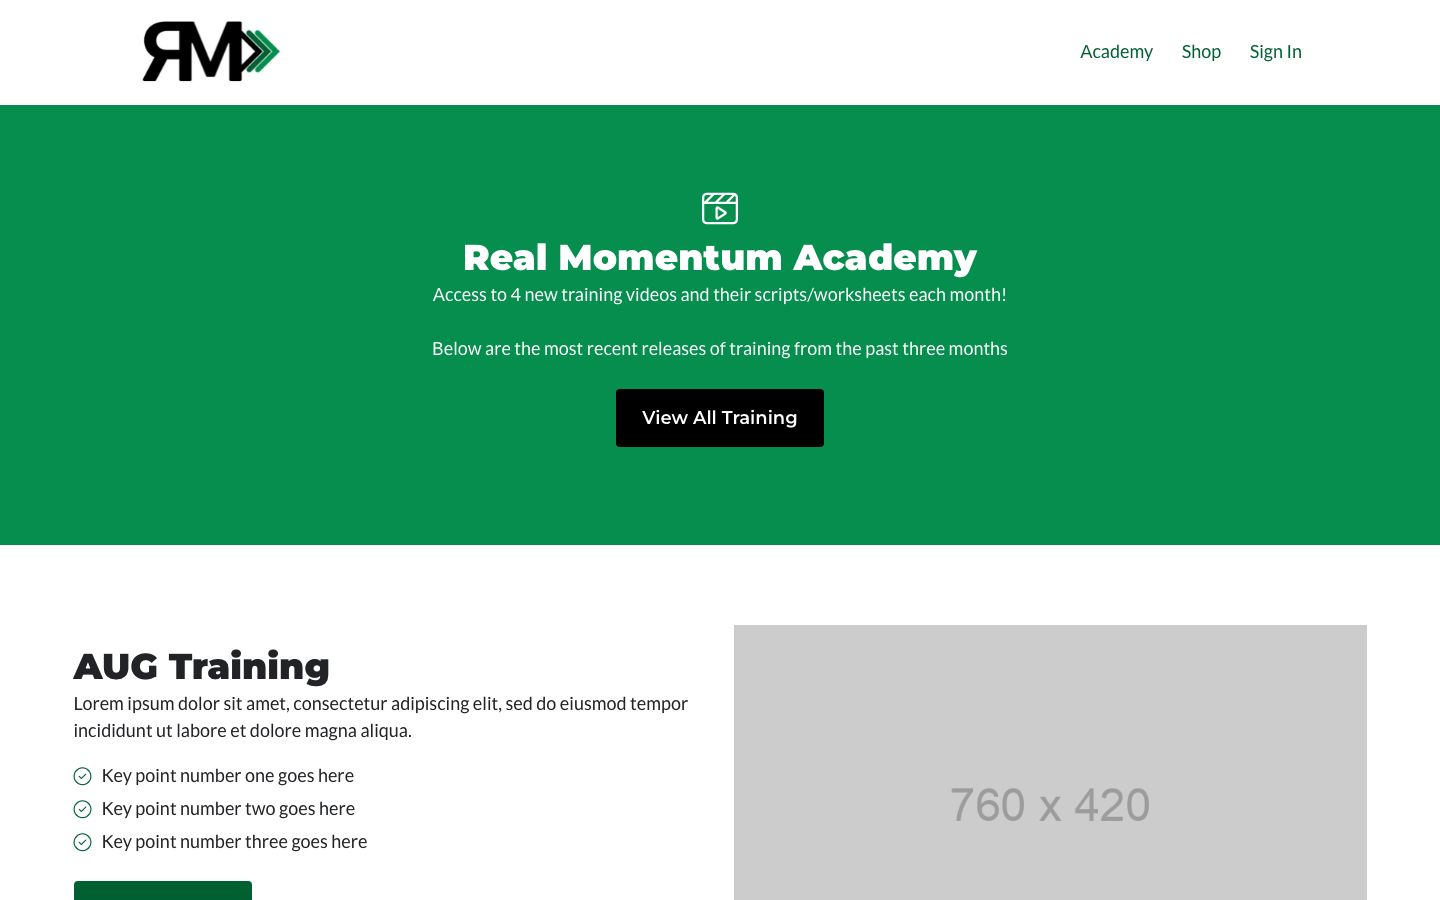 ЯM
Academy
Shop
Sign In
Real Momentum Academy
Access to 4 new training videos and their scripts/worksheets each month!
Below are the most recent releases of training from the past three months
View All Training
AUG Training
Lorem ipsum dolor sit amet, consectetur adipiscing elit, sed do eiusmod tempor
incididunt ut labore et dolore magna aliqua.
Key point number one goes here
Key point number two goes here
Key point number three goes here
760 x 420